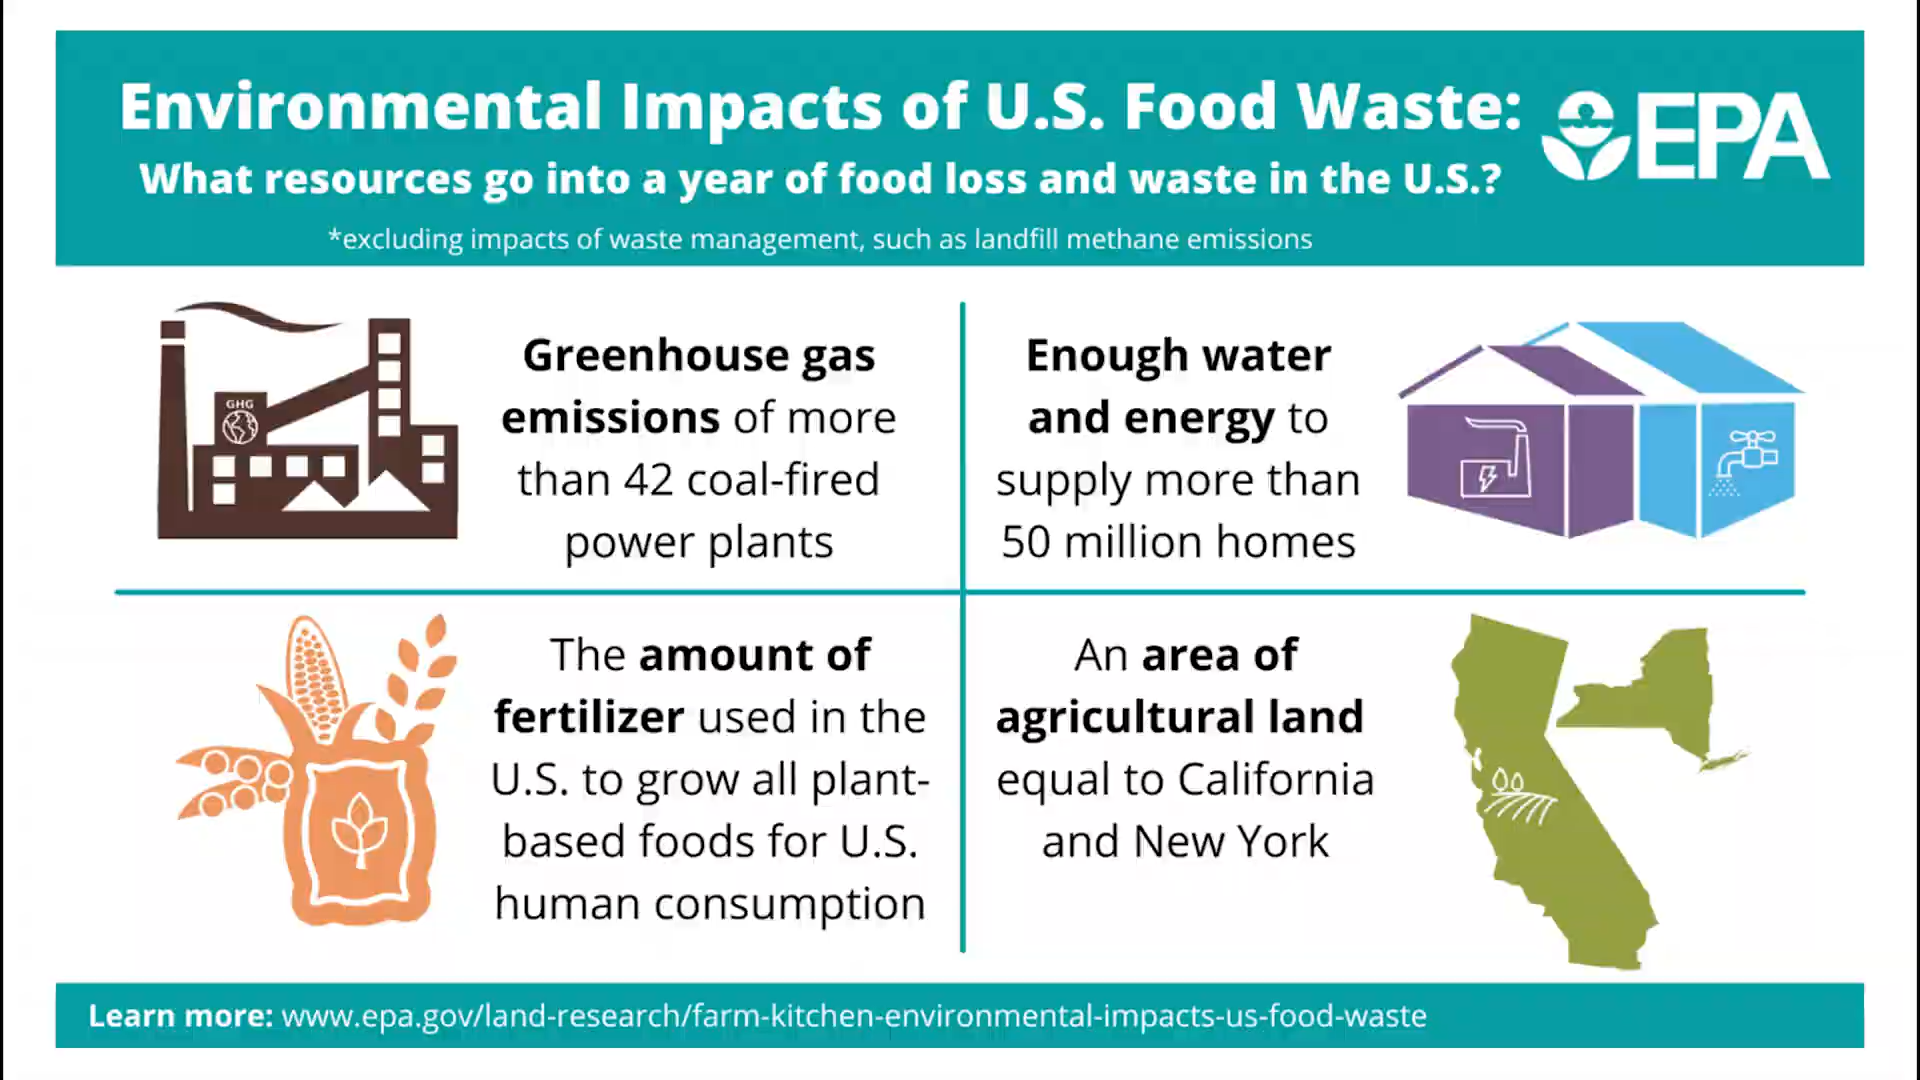 Environmental Impacts of U.S. Food Waste:
What resources go into a year of food loss and waste in the U.S.?
*excluding impacts of waste management, such as landfill methane emissions
EPA
GHG
Greenhouse gas
emissions of more
than 42 coal-fired
power plants
Enough water
and energy to
supply more than
50 million homes
The amount of
fertilizer used in the
U.S. to grow all plant-
based foods for U.S.
human consumption
An area of
agricultural land
equal to California
and New York
Learn more: www.epa.gov/land-research/farm-kitchen-environmental-impacts-us-food-waste